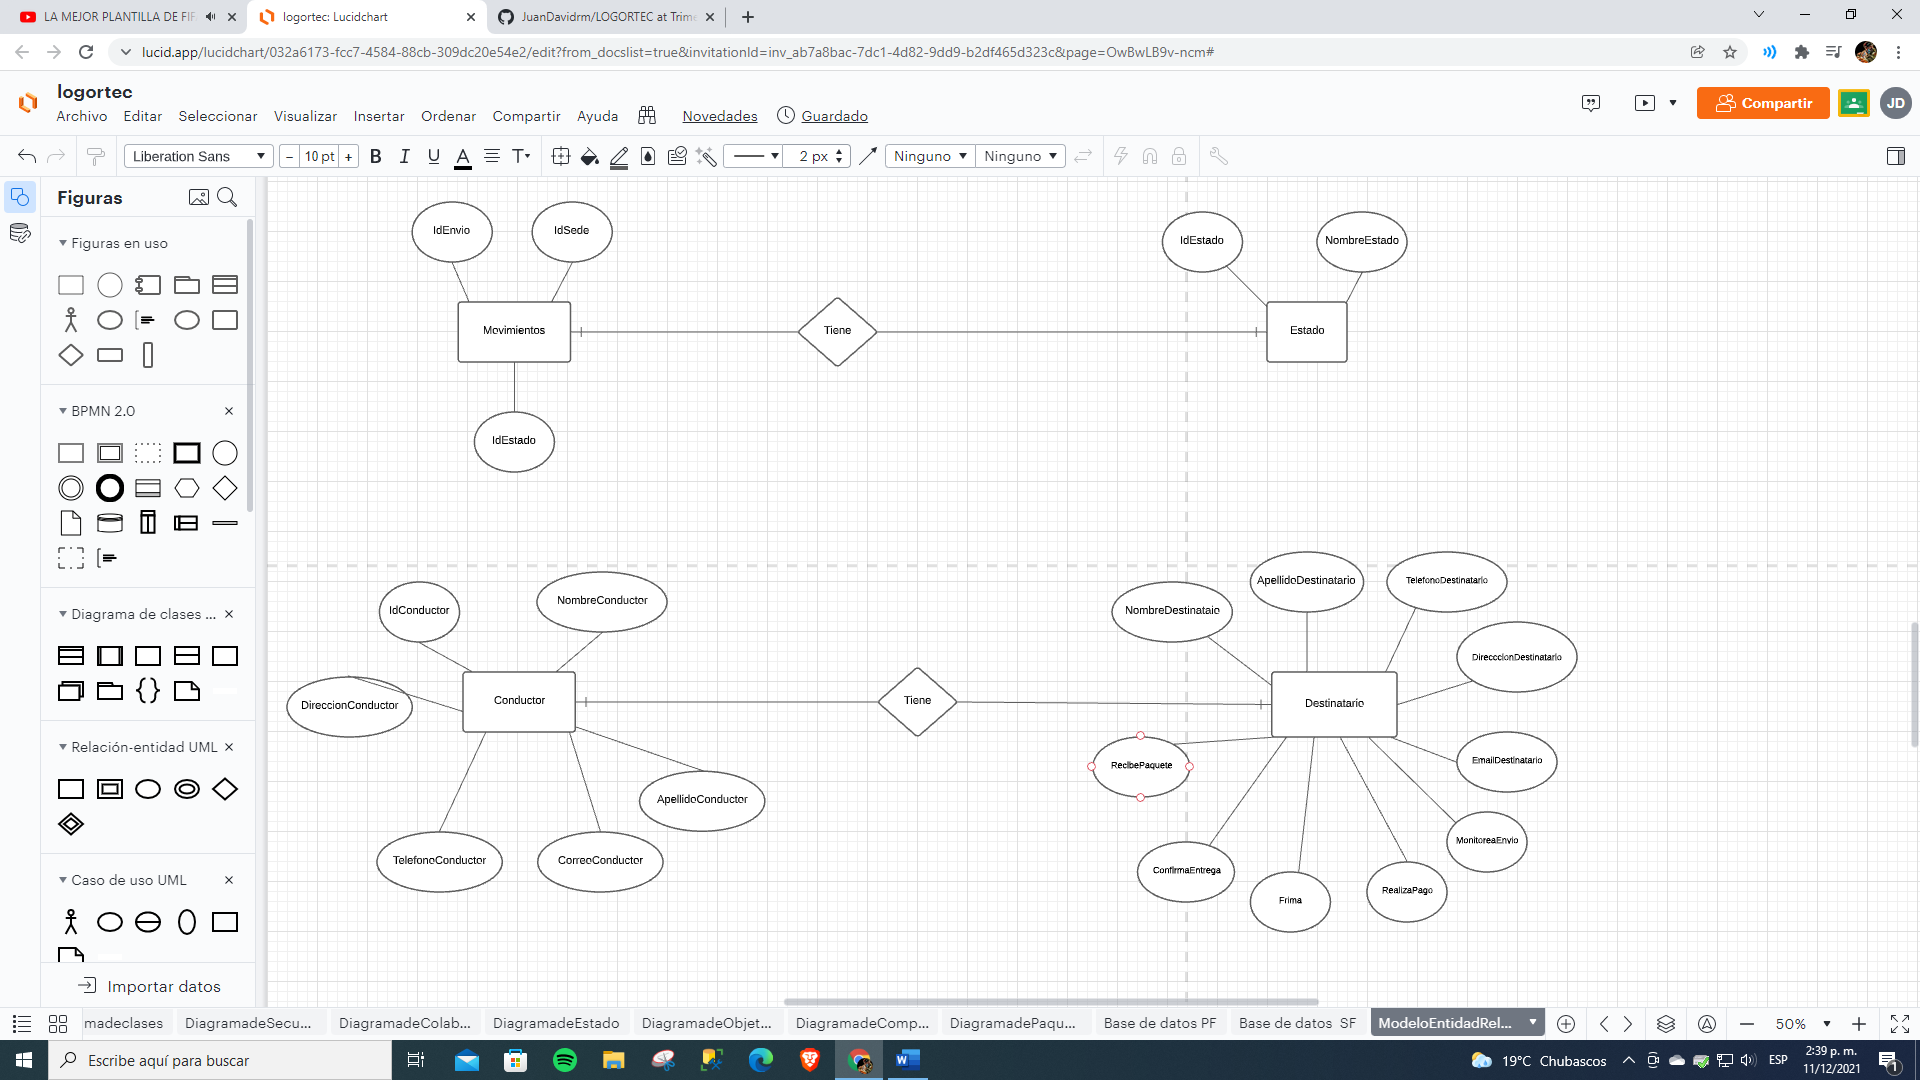 LA MEJOR PLANTILLA DE FIF
logortec: Lucidchart
JuanDavidrm/LOGORTEC at Trime
lucid.app/lucidchart/032a6173-fcc7-4584-88cb-309dc20e54e2/edit?from_docslist=true&invitationId=inv_ab7a8bac-7dc1-4d82-9dd9-b2df465d323c&page=OwBwLB9v-ncm#
logortec
Archivo Editar Seleccionar Visualizar Insertar Ordenar Compartir Ayuda Novedades Guardado
Compartir
JD
Liberation Sans − 10 pt + B I U A T 2 px Ninguno Ninguno
Figuras
Figuras en uso
BPMN 2.0
Diagrama de clases ...
Relación-entidad UML
Caso de uso UML
Importar datos
IdEnvio
IdSede
Movimientos
Tiene
IdEstado
IdEstado
NombreEstado
Estado
IdConductor
NombreConductor
DireccionConductor
Conductor
Tiene
ApellidoConductor
TelefonoConductor
CorreoConductor
NombreDestinataio
ApellidoDestinatario
TelefonoDestinatario
DirecccionDestinatario
Destinatario
RecibePaquete
EmailDestinatario
MonitoreaEnvio
ConfirmaEntrega
Frima
RealizaPago
madeclases DiagramadeSecu... DiagramadeColab... DiagramadeEstado DiagramadeObjet... DiagramadeComp... DiagramadePaqu... Base de datos PF Base de datos SF ModeloEntidadRel... 50%
Escribe aquí para buscar
19°C Chubascos
ESP
2:39 p. m.
11/12/2021
1